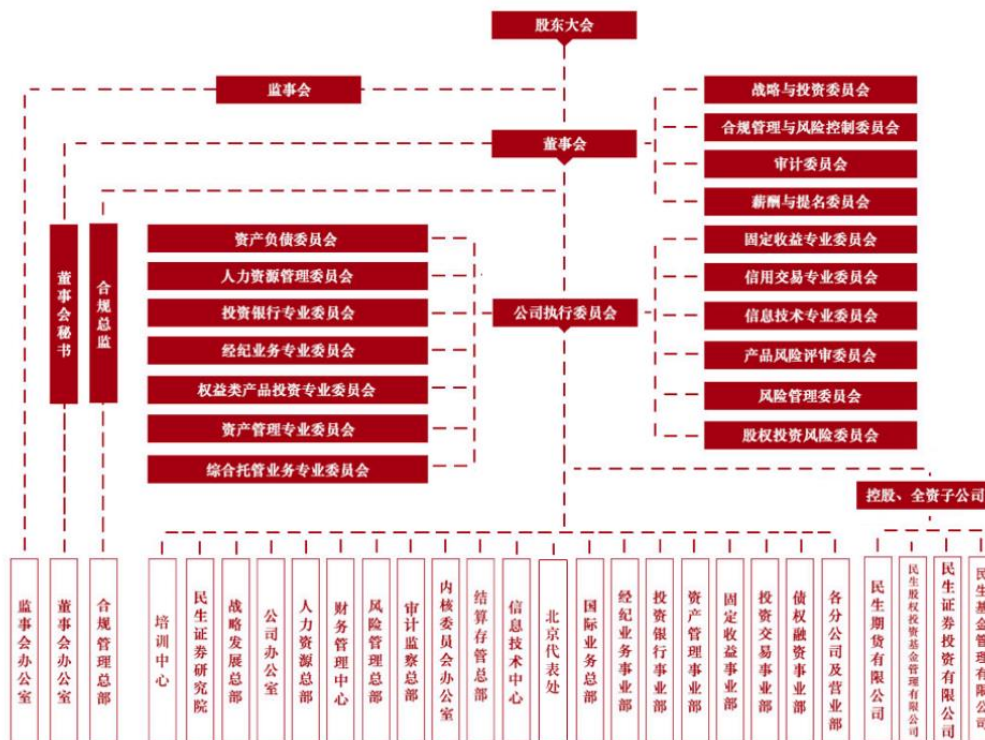 股东大会
监事会
战略与投资委员会
合规管理与风险控制委员会
董事会
审计委员会
薪酬与提名委员会
董事会秘书
合规总监
资产负债委员会
人力资源管理委员会
投资银行专业委员会
经纪业务专业委员会
权益类产品投资专业委员会
资产管理专业委员会
综合托管业务专业委员会
公司执行委员会
固定收益专业委员会
信用交易专业委员会
信息技术专业委员会
产品风险评审委员会
风险管理委员会
股权投资风险委员会
控股、全资子公司
监事会办公室
董事会办公室
合规管理总部
培训中心
民生证券研究院
战略发展总部
公司办公室
人力资源总部
财务管理中心
风险管理总部
审计监察总部
内核委员会办公室
结算存管总部
信息技术中心
北京代表处
国际业务总部
经纪业务事业部
投资银行事业部
资产管理事业部
固定收益事业部
投资交易事业部
债权融资事业部
各分公司及营业部
民生期货有限公司
民生股权投资基金管理有限公司
民生证券投资有限公司
民生基金管理有限公司